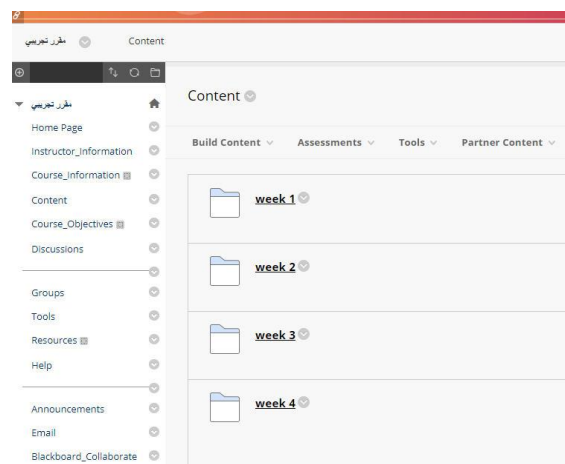 مقرر تجريبي
Content
مقرر تجريبي
Home Page
Instructor_Information
Course_Information
Content
Course_Objectives
Discussions
Groups
Tools
Resources
Help
Announcements
Email
Blackboard_Collaborate
Content
Build Content Assessments Tools Partner Content
week 1
week 2
week 3
week 4